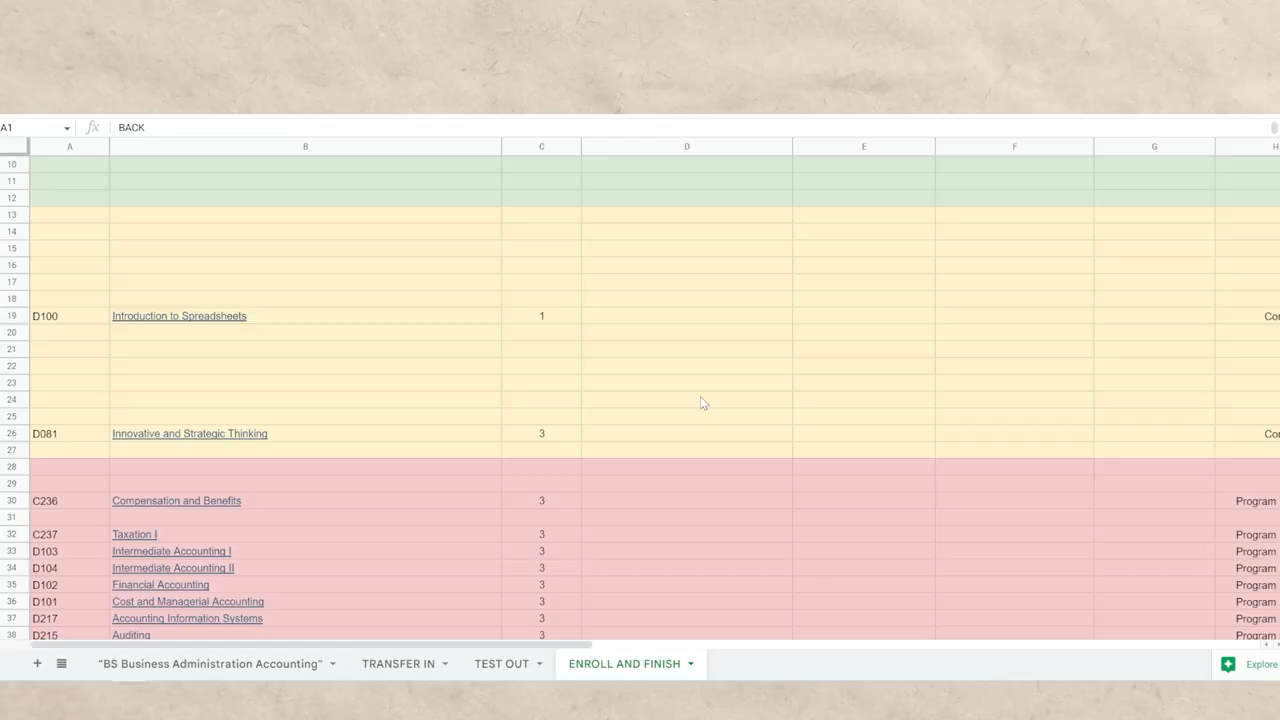 A1 fx BACK
A B C D E F G H
10
11
12
13
14
15
16
17
18
19 D100 Introduction to Spreadsheets 1 Cor
20
21
22
23
24
25
26 D081 Innovative and Strategic Thinking 3 Cor
27
28
29
30 C236 Compensation and Benefits 3 Program
31
32 C237 Taxation I 3 Program
33 D103 Intermediate Accounting I 3 Program
34 D104 Intermediate Accounting II 3 Program
35 D102 Financial Accounting 3 Program
36 D101 Cost and Managerial Accounting 3 Program
37 D217 Accounting Information Systems 3 Program
38 D215 Auditing 3 Program
"BS Business Administration Accounting" TRANSFER IN TEST OUT ENROLL AND FINISH Explore